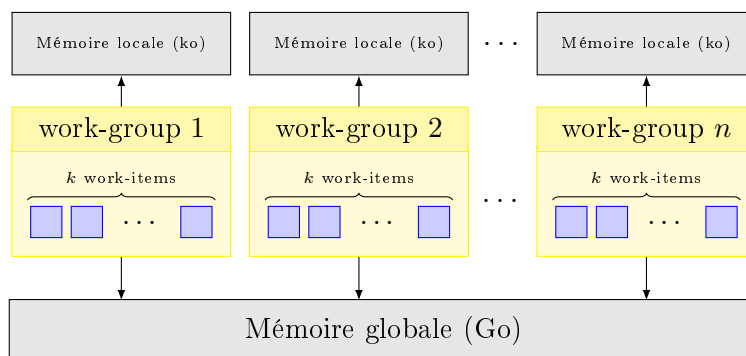 Mémoire locale (ko) Mémoire locale (ko) ... Mémoire locale (ko)
work-group 1 work-group 2 work-group n
k work-items k work-items k work-items
... ... ... ...
Mémoire globale (Go)